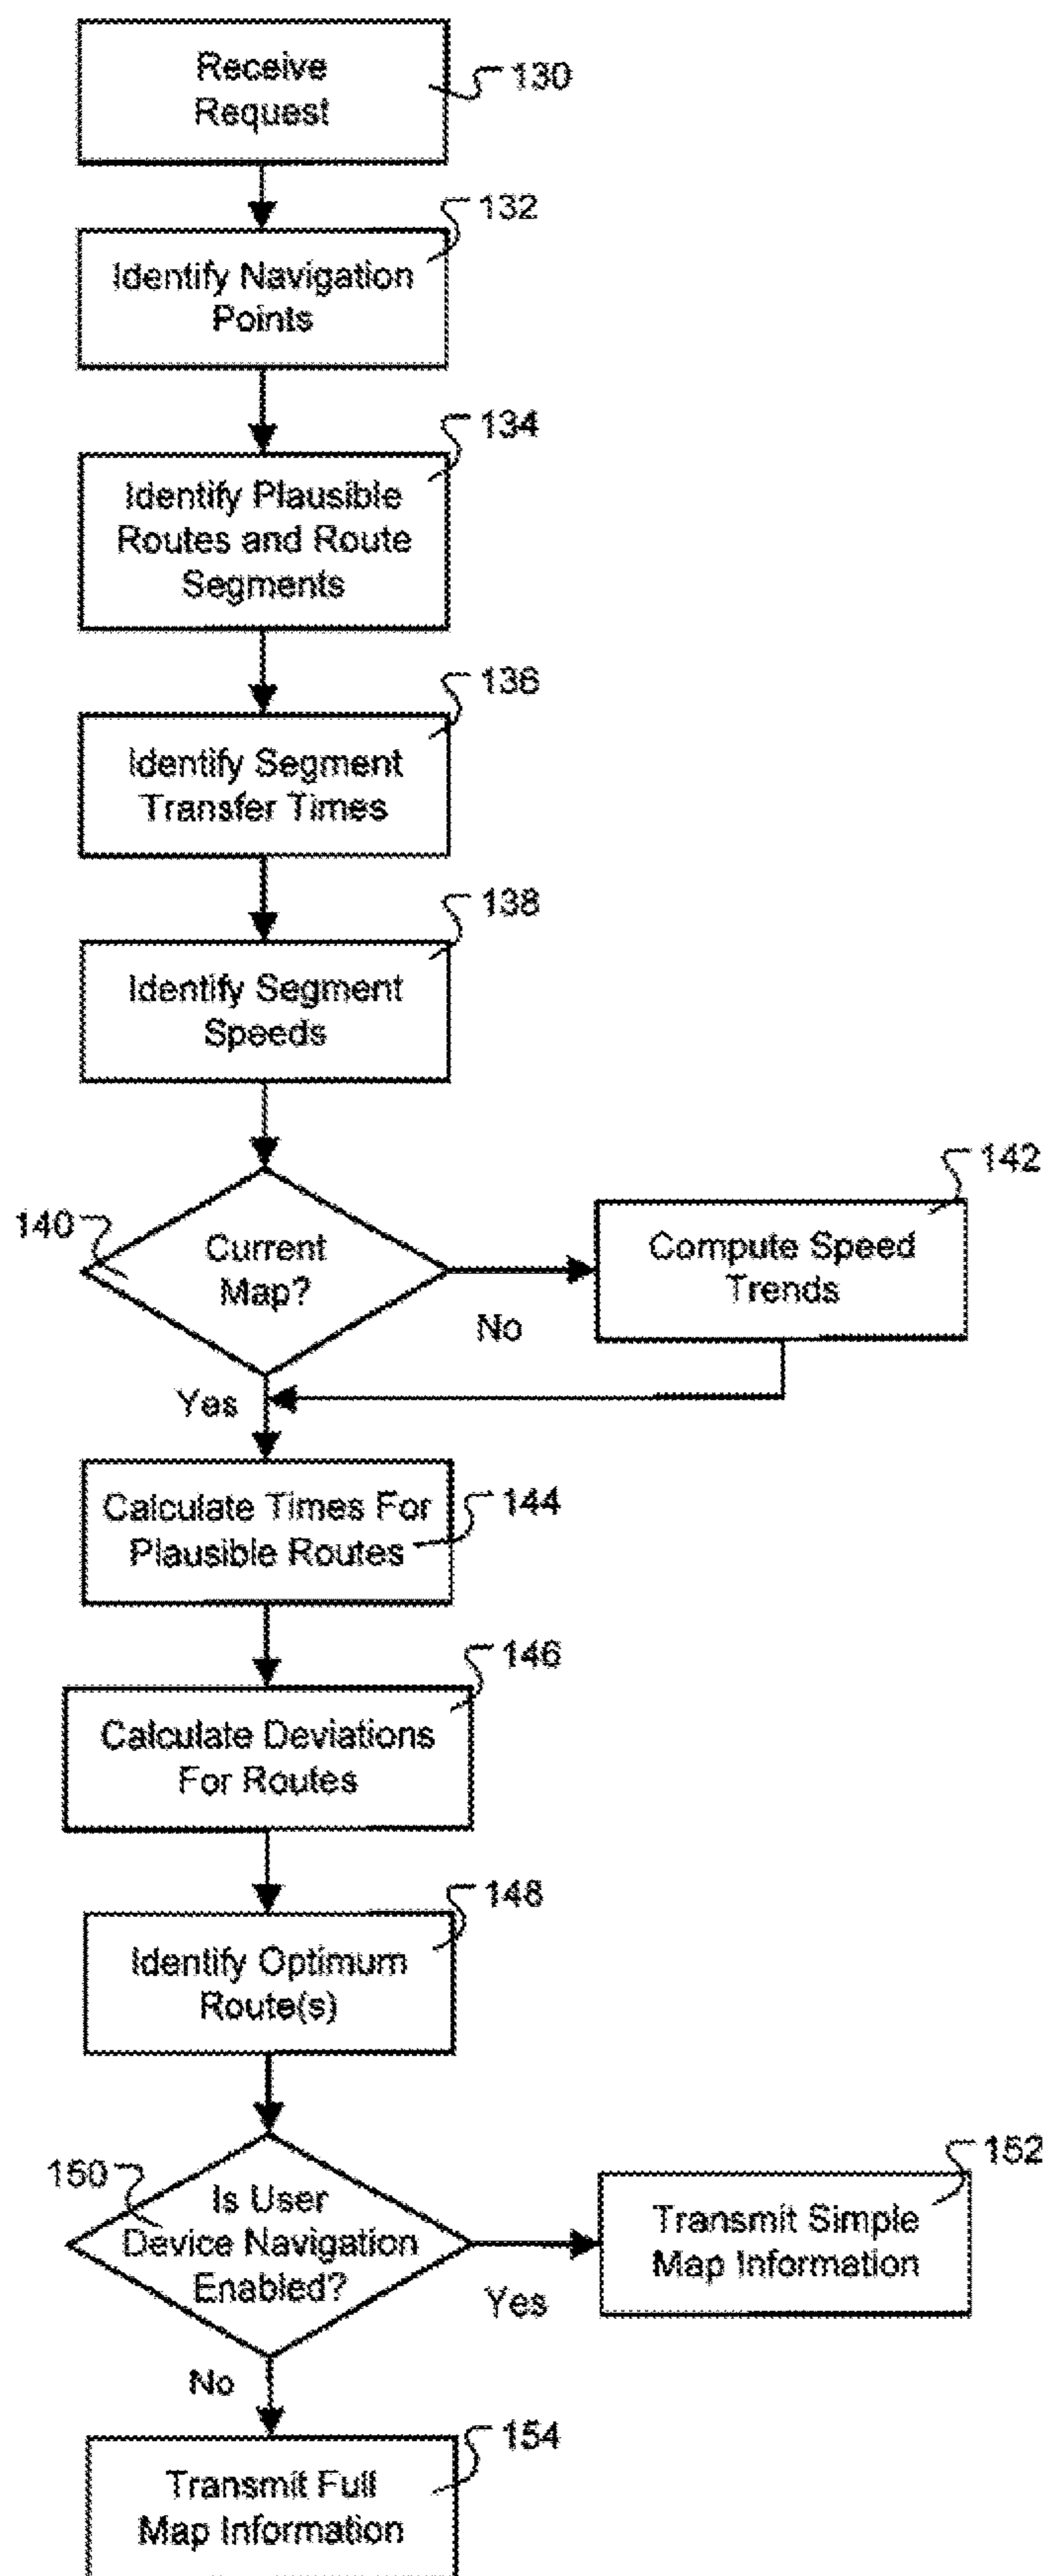 Receive
Request
130
132
Identify Navigation
Points
134
Identify Plausible
Routes and Route
Segments
136
Identify Segment
Transfer Times
138
Identify Segment
Speeds
142
140
Current
Map?
Compute Speed
Trends
No
Yes
Calculate Times For
Plausible Routes
144
146
Calculate Deviations
For Routes
148
Identify Optimum
Route(s)
150
Is User
Device Navigation
Enabled?
152
Transmit Simple
Map Information
Yes
No
154
Transmit Full
Map Information